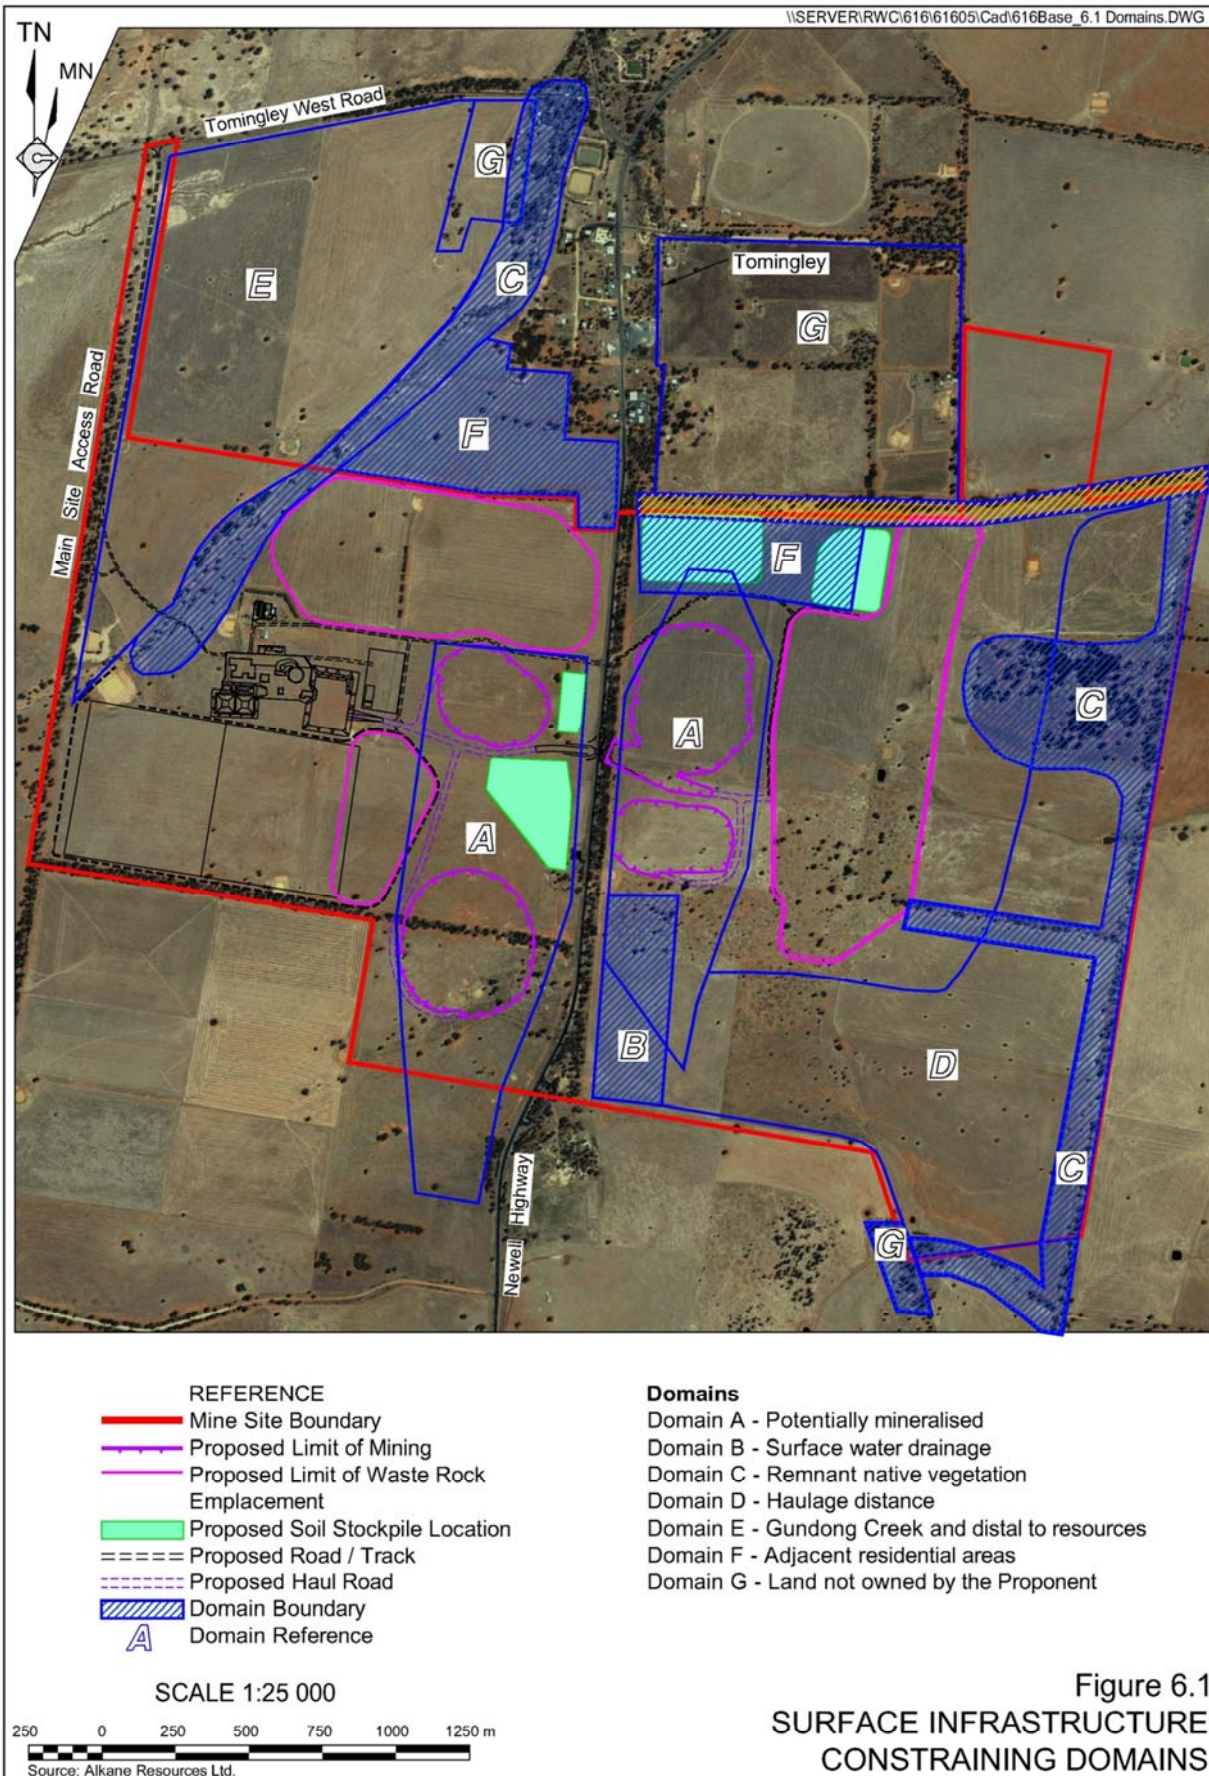 \\SERVER\RWC\616\61605\Cad\616Base_6.1 Domains.DWG
TN
MN
Tomingley West Road
G
E
C
Tomingley
G
Main Site Access Road
F
F
C
A
A
B
D
C
G
Newell Highway
REFERENCE
Mine Site Boundary
Proposed Limit of Mining
Proposed Limit of Waste Rock
Emplacement
Proposed Soil Stockpile Location
Proposed Road / Track
Proposed Haul Road
Domain Boundary
A Domain Reference
Domains
Domain A - Potentially mineralised
Domain B - Surface water drainage
Domain C - Remnant native vegetation
Domain D - Haulage distance
Domain E - Gundong Creek and distal to resources
Domain F - Adjacent residential areas
Domain G - Land not owned by the Proponent
SCALE 1:25 000
250 0 250 500 750 1000 1250 m
Source: Alkane Resources Ltd.
Figure 6.1
SURFACE INFRASTRUCTURE
CONSTRAINING DOMAINS